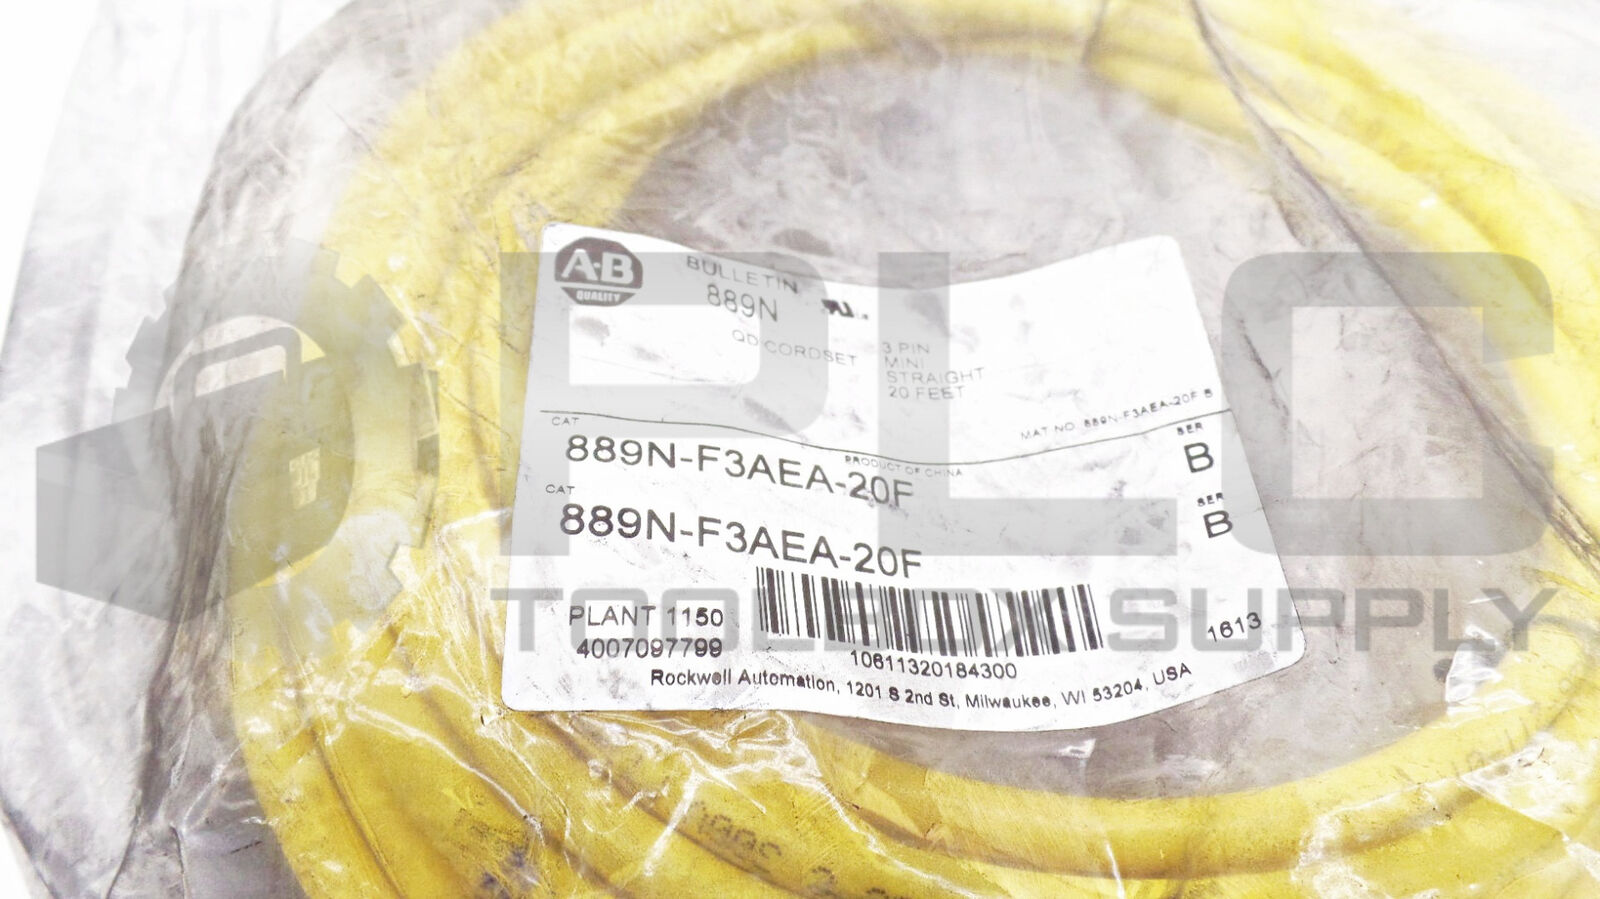 A-B
QUALITY
BULLETIN
889N
QD CORDSET
3 PIN
MINI
STRAIGHT
20 FEET
MAT NO. 889N-F3AEA-20F B
CAT
889N-F3AEA-20F
PRODUCT OF CHINA
SER
B
CAT
889N-F3AEA-20F
SER
B
PLANT 1150
4007097799
10611320184300
1613
Rockwell Automation, 1201 S 2nd St, Milwaukee, WI 53204, USA
PLC
TOOLBOX SUPPLY